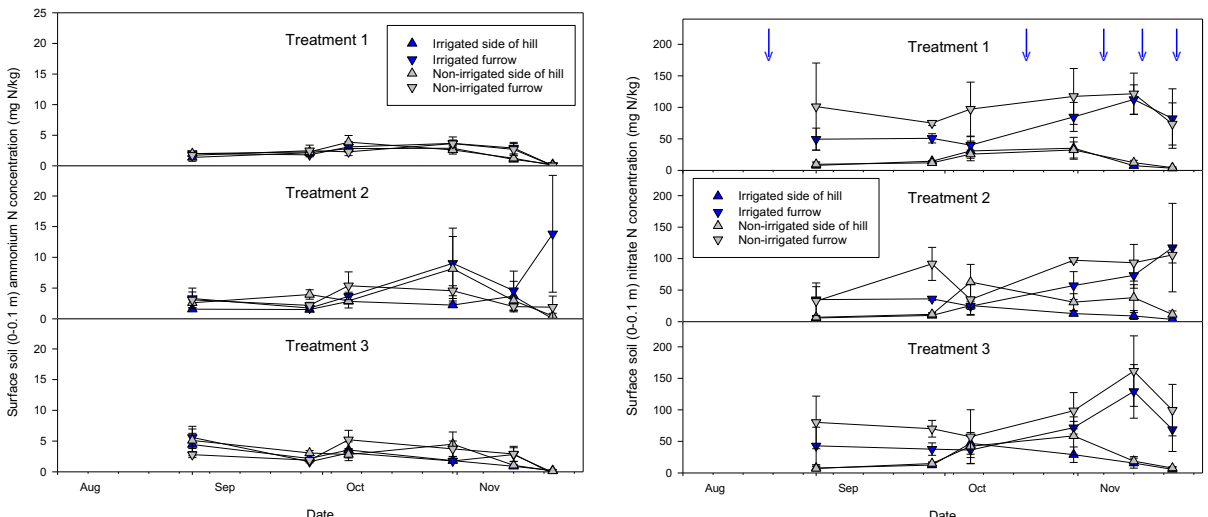 Surface soil (0-0.1 m) ammonium N concentration (mg N/kg)
25
20
15
10
5
0
Treatment 1
Irrigated side of hill
Irrigated furrow
Non-irrigated side of hill
Non-irrigated furrow
20
15
10
5
0
Treatment 2
20
15
10
5
0
Treatment 3
Aug Sep Oct Nov
Date
Surface soil (0-0.1 m) nitrate N concentration (mg N/kg)
200
150
100
50
0
Treatment 1
200
150
100
50
0
Treatment 2
Irrigated side of hill
Irrigated furrow
Non-irrigated side of hill
Non-irrigated furrow
200
150
100
50
0
Treatment 3
Aug Sep Oct Nov
Date